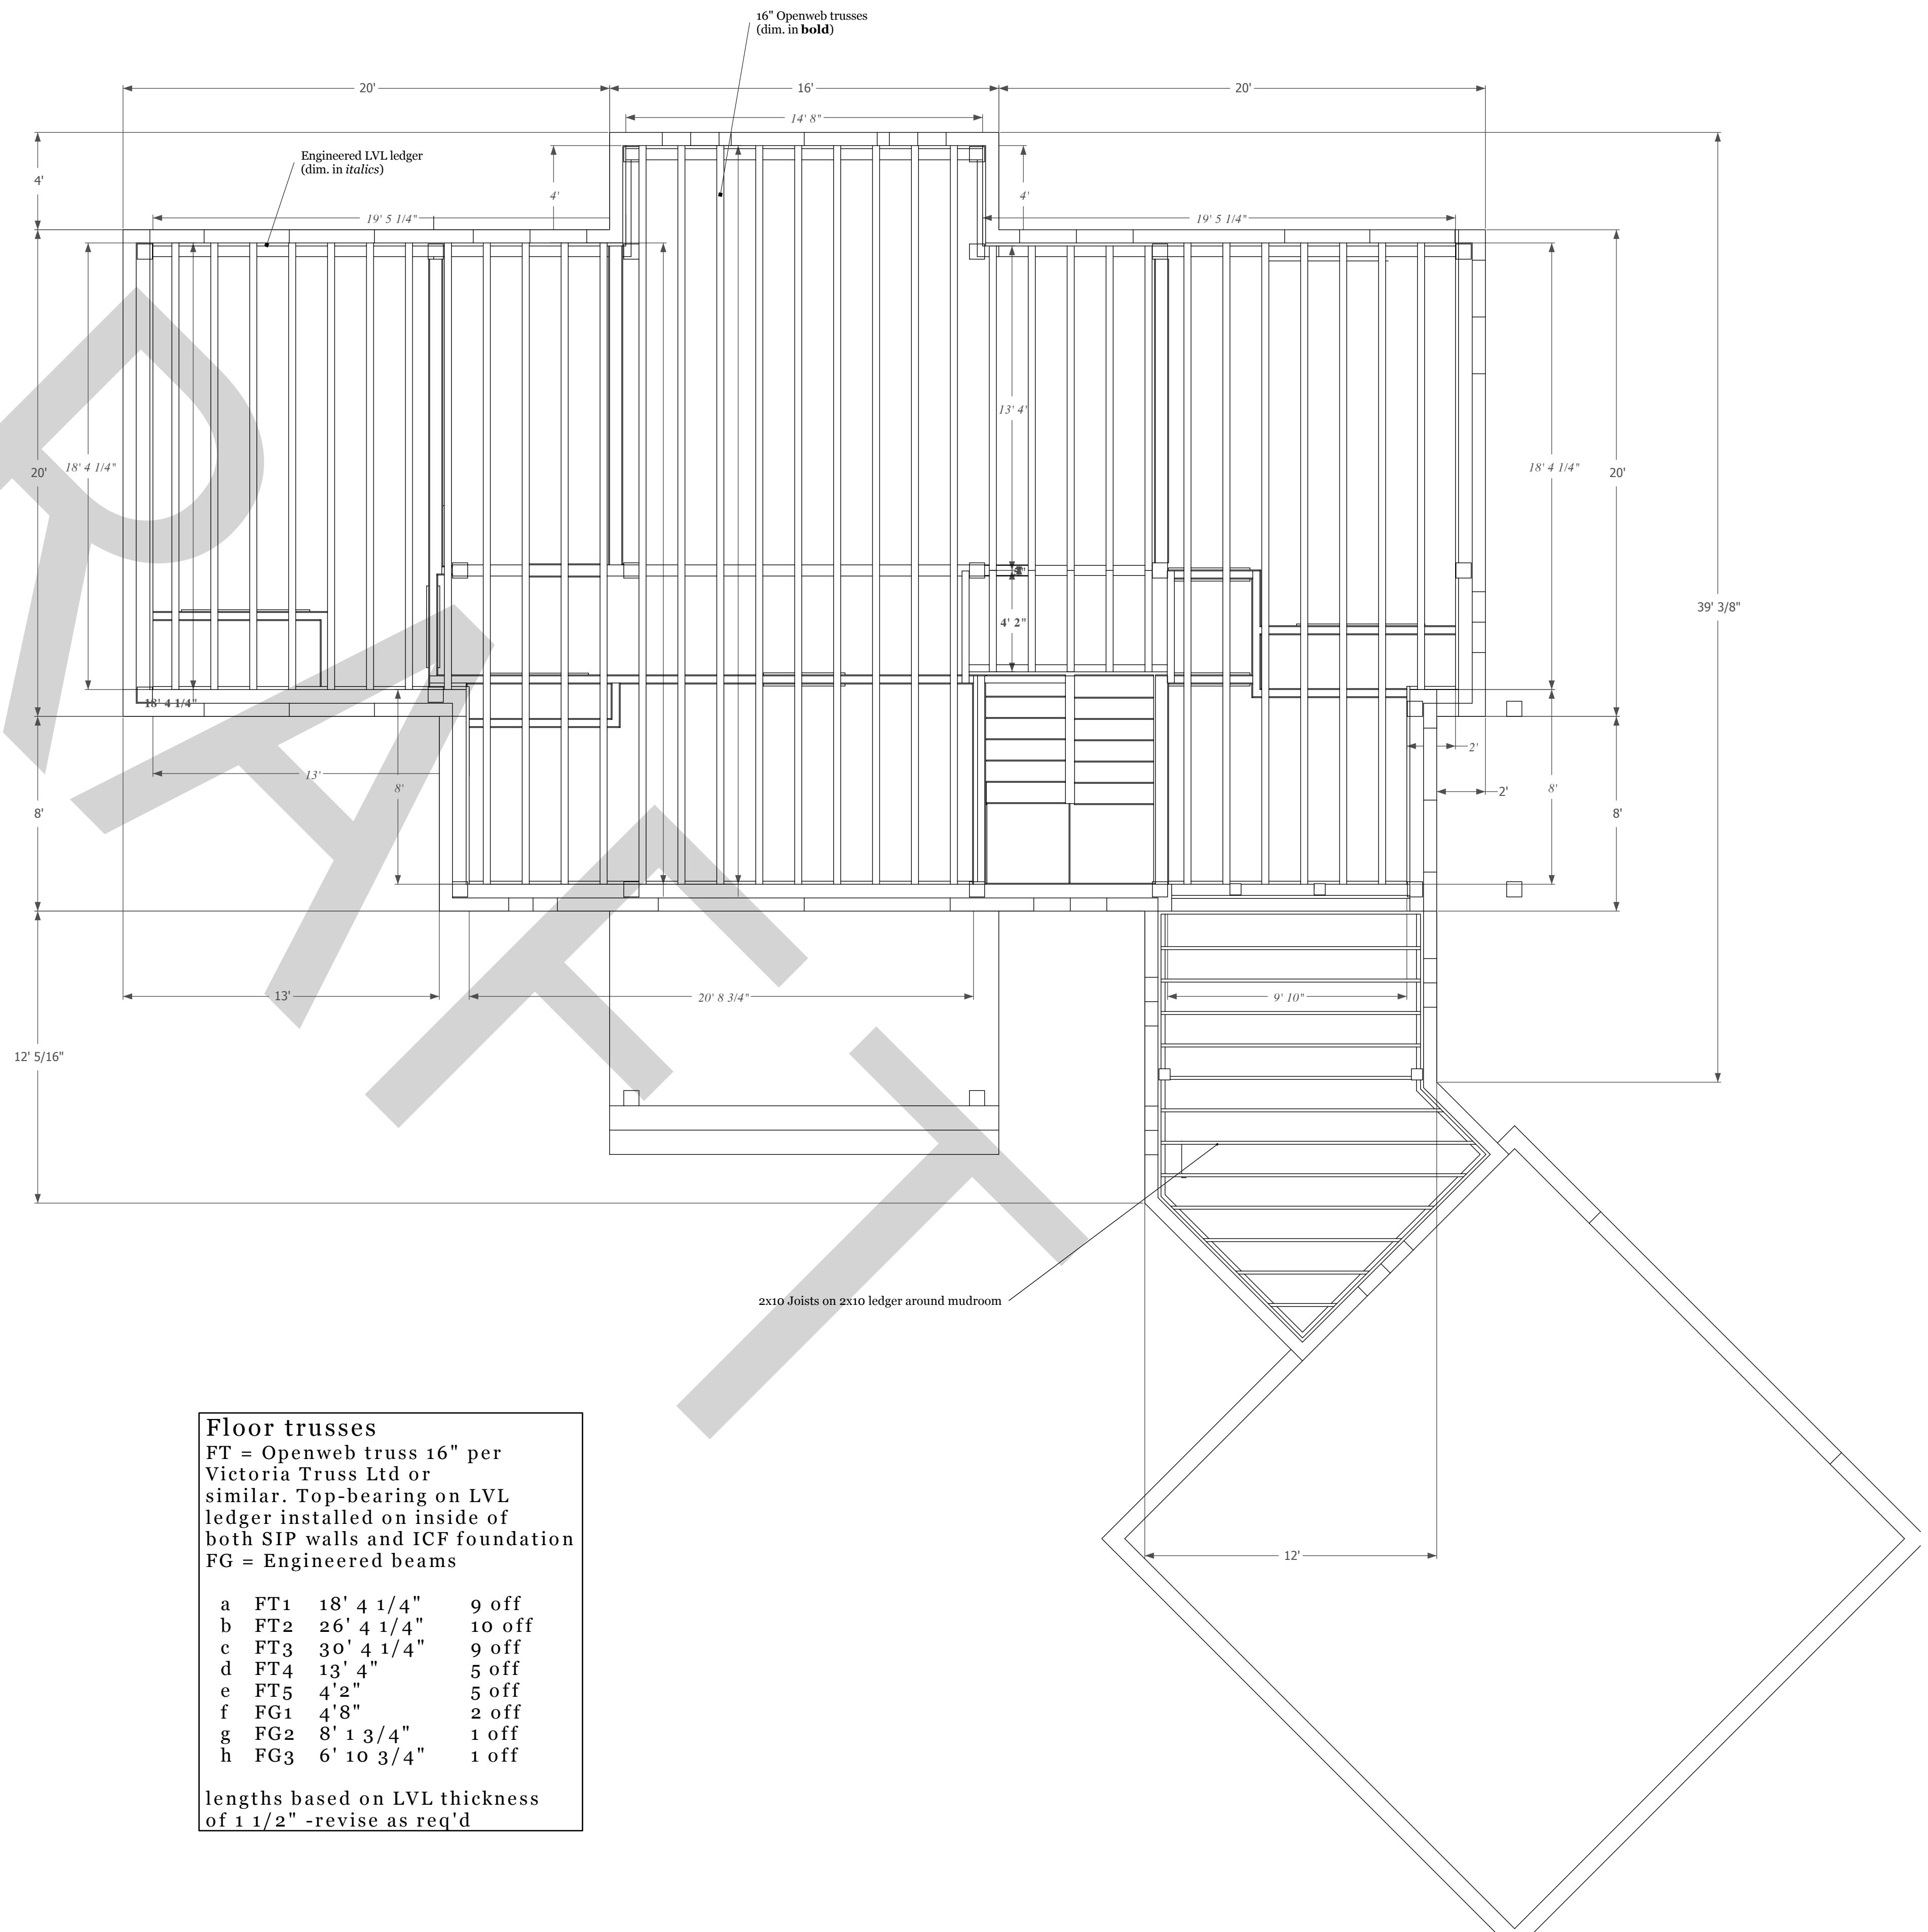 16" Openweb trusses
(dim. in bold)
20'
16'
20'
14' 8"
Engineered LVL ledger
(dim. in italics)
4'
4'
4'
19' 5 1/4"
19' 5 1/4"
13' 4'
18' 4 1/4"
20'
18' 4 1/4"
20'
39' 3/8"
4' 2"
18' 4 1/4"
2'
13'
8'
2'
8'
8'
8'
13'
20' 8 3/4"
9' 10"
12' 5/16"
2x10 Joists on 2x10 ledger around mudroom
12'
RAFT
Floor trusses
FT = Openweb truss 16" per
Victoria Truss Ltd or
similar. Top-bearing on LVL
ledger installed on inside of
both SIP walls and ICF foundation
FG = Engineered beams
a FT1 18' 4 1/4" 9 off
b FT2 26' 4 1/4" 10 off
c FT3 30' 4 1/4" 9 off
d FT4 13' 4" 5 off
e FT5 4'2" 5 off
f FG1 4'8" 2 off
g FG2 8' 1 3/4" 1 off
h FG3 6' 10 3/4" 1 off
lengths based on LVL thickness
of 1 1/2" -revise as req'd